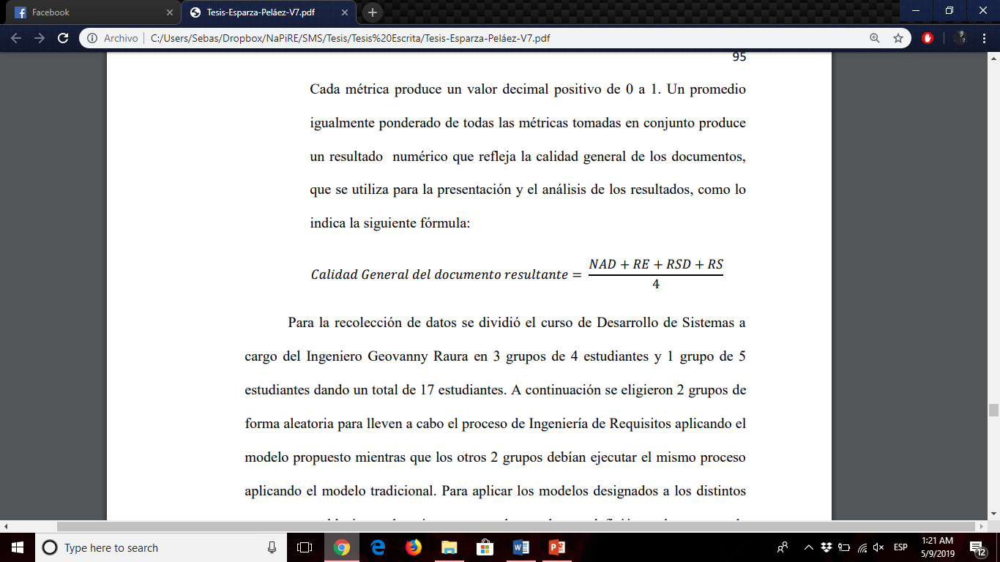 Facebook
Tesis-Esparza-Peláez-V7.pdf
Archivo C:/Users/Sebas/Dropbox/NaPiRE/SMS/Tesis/Tesis%20Escrita/Tesis-Esparza-Peláez-V7.pdf
95
Cada métrica produce un valor decimal positivo de 0 a 1. Un promedio
igualmente ponderado de todas las métricas tomadas en conjunto produce
un resultado numérico que refleja la calidad general de los documentos,
que se utiliza para la presentación y el análisis de los resultados, como lo
indica la siguiente fórmula:
NAD + RE + RSD + RS
Calidad General del documento resultante =
4
Para la recolección de datos se dividió el curso de Desarrollo de Sistemas a
cargo del Ingeniero Geovanny Raura en 3 grupos de 4 estudiantes y 1 grupo de 5
estudiantes dando un total de 17 estudiantes. A continuación se eligieron 2 grupos de
forma aleatoria para lleven a cabo el proceso de Ingeniería de Requisitos aplicando el
modelo propuesto mientras que los otros 2 grupos debían ejecutar el mismo proceso
aplicando el modelo tradicional. Para aplicar los modelos designados a los distintos
Type here to search
ESP
1:21 AM
5/9/2019
12